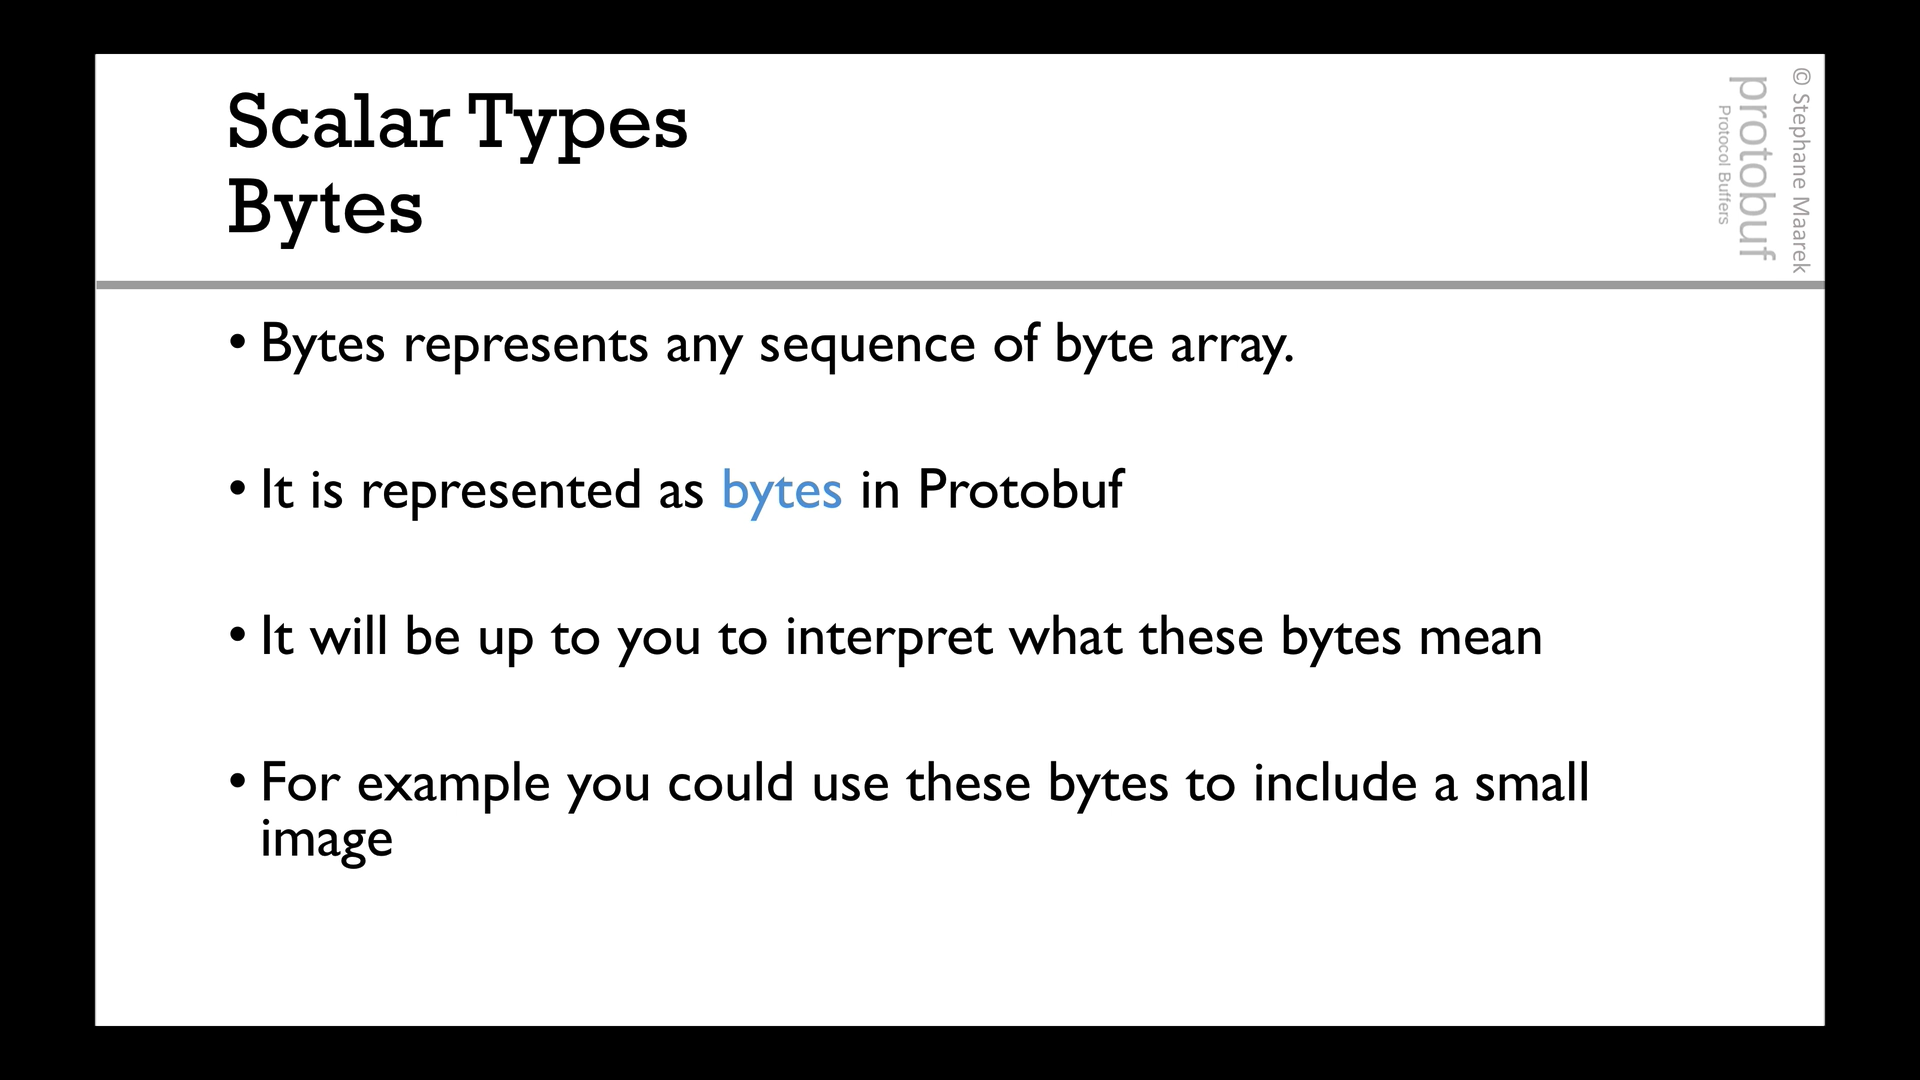 Scalar Types
Bytes
© Stephane Maarek
protobuf
Protocol Buffers
• Bytes represents any sequence of byte array.
• It is represented as bytes in Protobuf
• It will be up to you to interpret what these bytes mean
• For example you could use these bytes to include a small
image